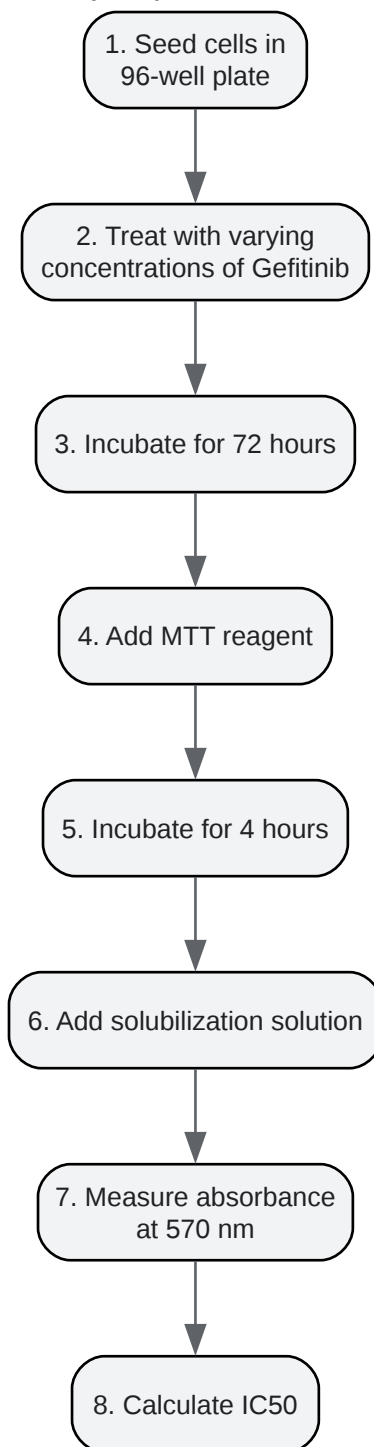 1. Seed cells in
96-well plate
2. Treat with varying
concentrations of Gefitinib
3. Incubate for 72 hours
4. Add MTT reagent
5. Incubate for 4 hours
6. Add solubilization solution
7. Measure absorbance
at 570 nm
8. Calculate IC50